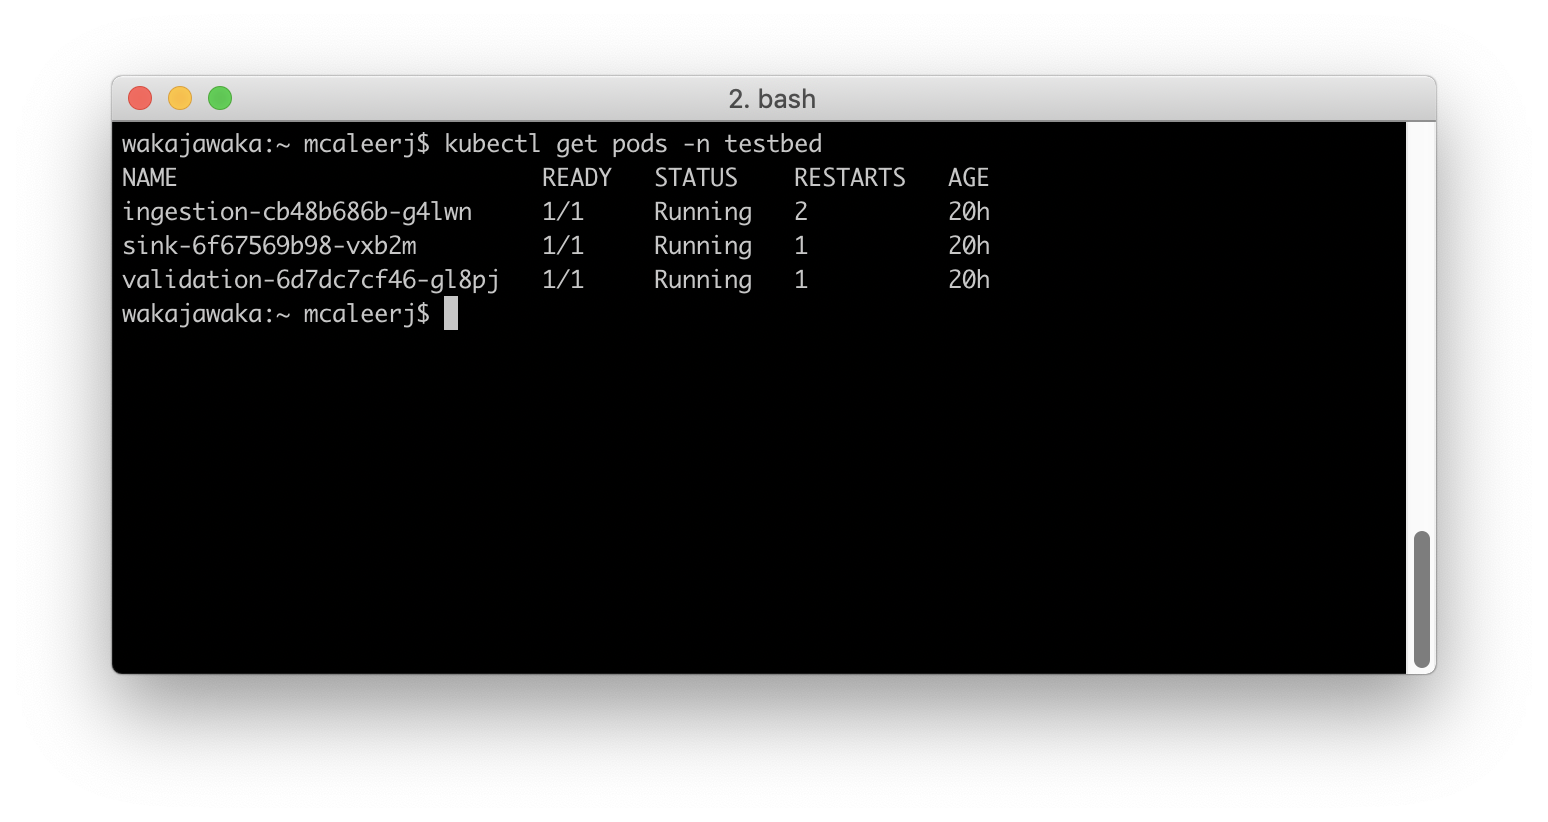 2. bash
wakajawaka:~ mcaleerj$ kubectl get pods -n testbed
NAME                          READY   STATUS    RESTARTS   AGE
ingestion-cb48b686b-g4lwn     1/1     Running   2          20h
sink-6f67569b98-vxb2m         1/1     Running   1          20h
validation-6d7dc7cf46-gl8pj   1/1     Running   1          20h
wakajawaka:~ mcaleerj$